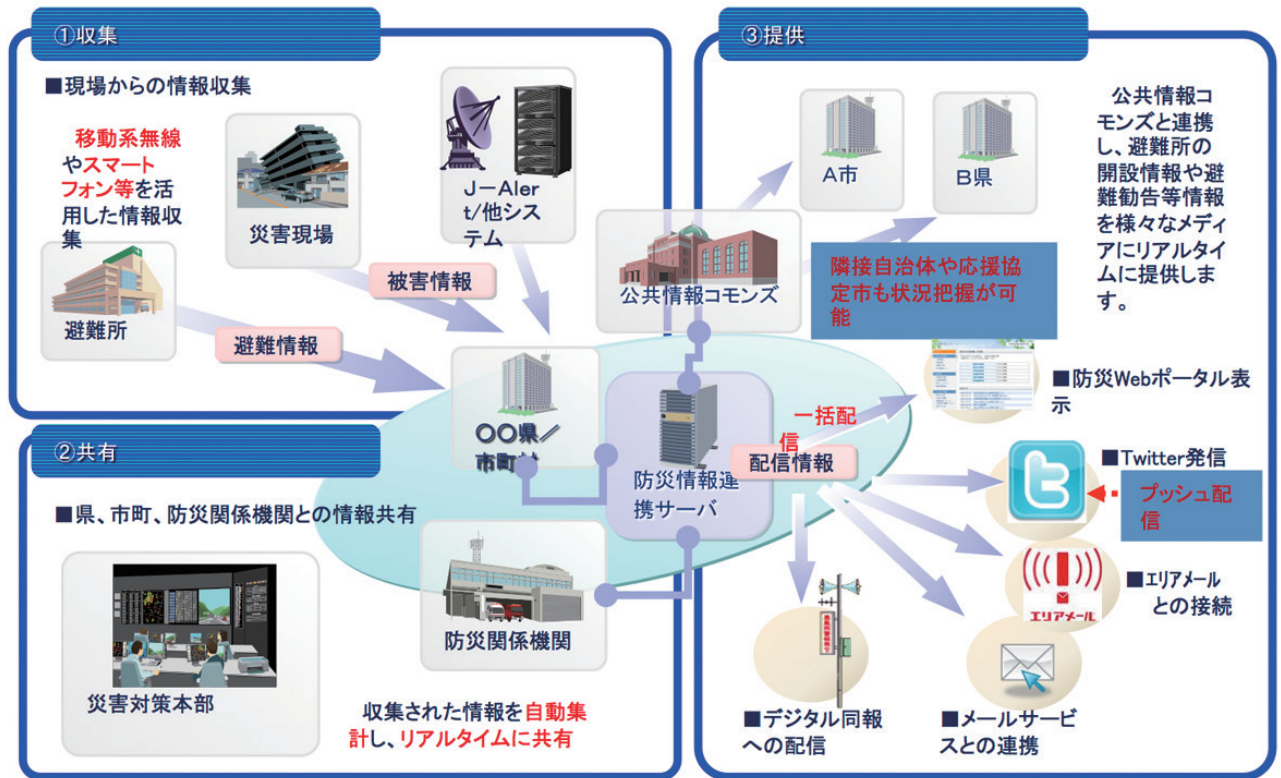 ①収集
■現場からの情報収集
移動系無線
やスマート
フォン等を活
用した情報収
集
災害現場
J－Aler
t/他シス
テム
避難所
被害情報
避難情報
○○県／
②共有
■県、市町、防災関係機関との情報共有
災害対策本部
防災関係機関
収集された情報を自動集
計し、リアルタイムに共有
防災情報連
携サーバ
③提供
A市
B県
公共情報コモンズ
公共情報コ
モンズと連携
し、避難所の
開設情報や避
難勧告等情報
を様々なメディ
アにリアルタイ
ムに提供しま
す。
隣接自治体や応援協
定市も状況把握が可
能
一括配
信
配信情報
■防災Webポータル表
示
■Twitter発信
プッシュ配
信
エリアメール
■エリアメール
との接続
■デジタル同報
への配信
■メールサービ
スとの連携